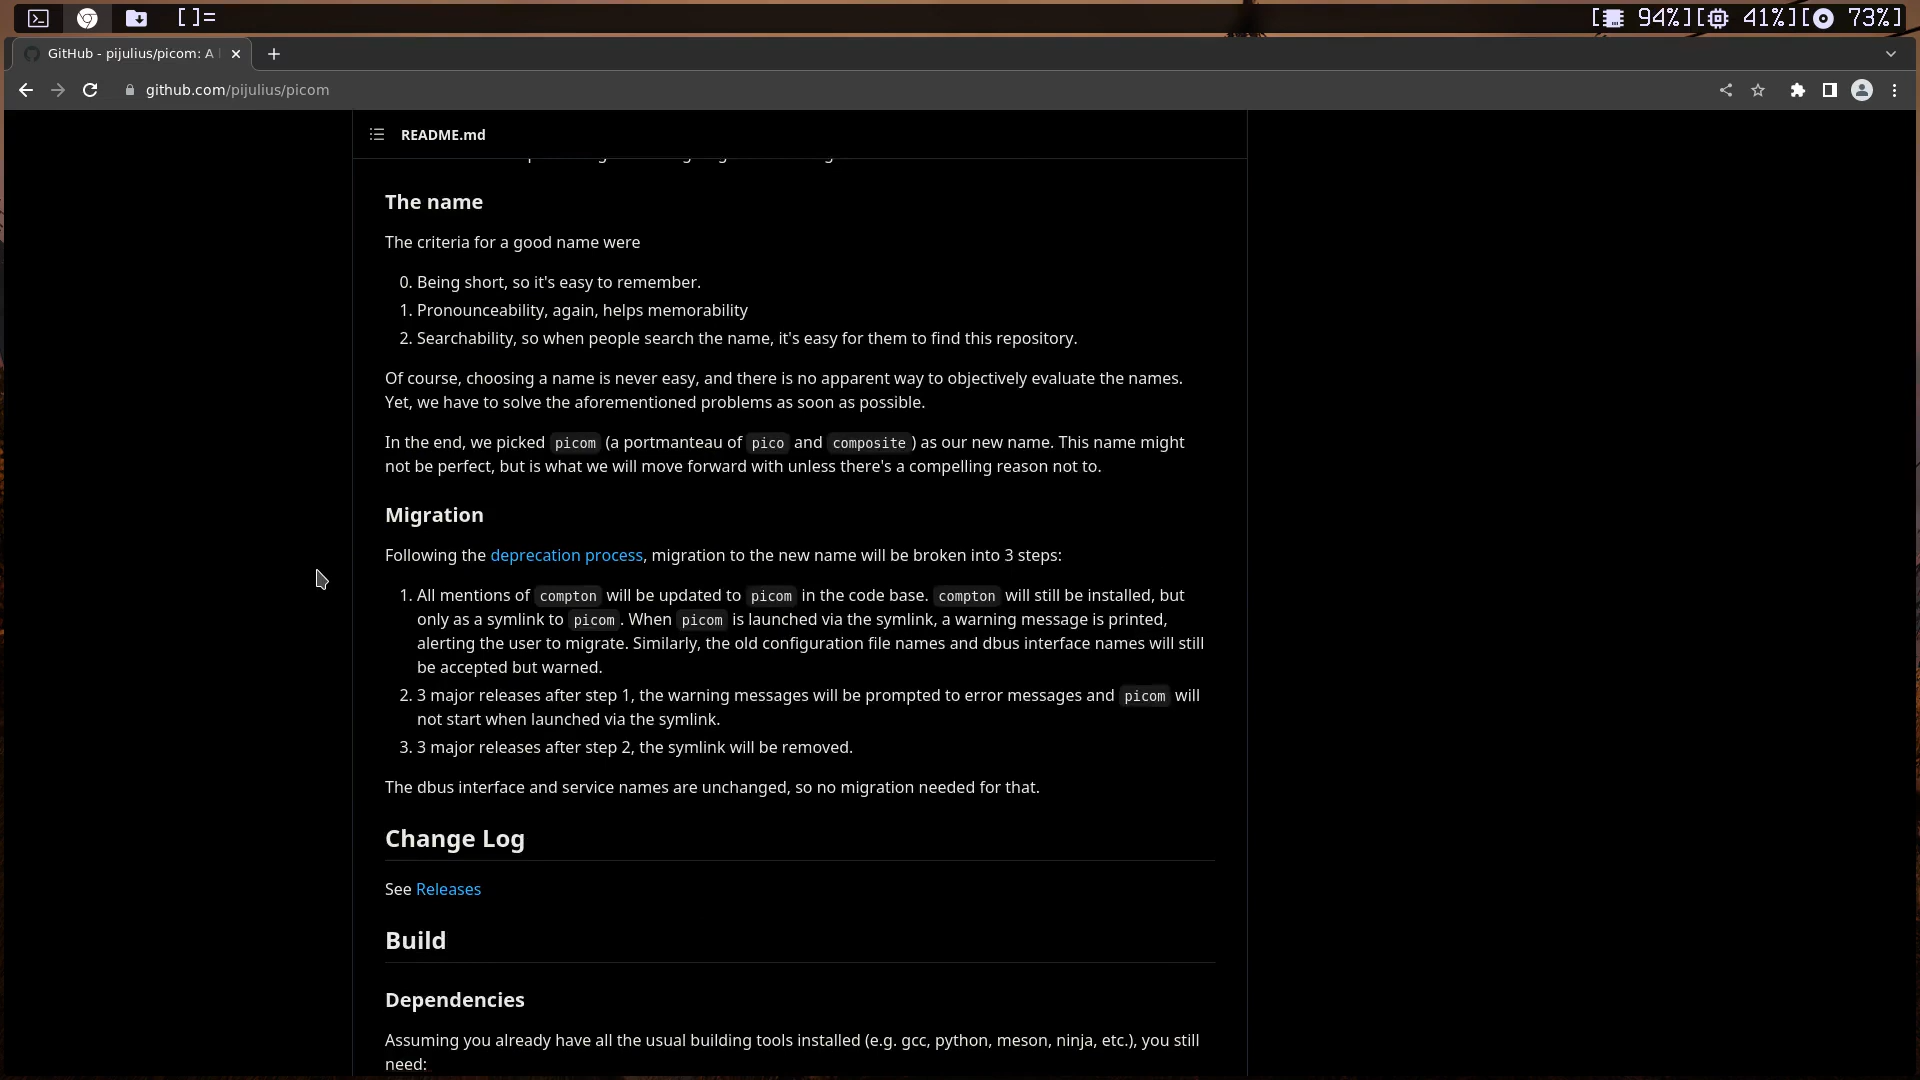 [ ]=
[ 94%][ 41%][ 73%]
GitHub - pijulius/picom: A
github.com/pijulius/picom
README.md
The name
The criteria for a good name were
0. Being short, so it's easy to remember.
1. Pronounceability, again, helps memorability
2. Searchability, so when people search the name, it's easy for them to find this repository.
Of course, choosing a name is never easy, and there is no apparent way to objectively evaluate the names.
Yet, we have to solve the aforementioned problems as soon as possible.
In the end, we picked picom (a portmanteau of pico and composite) as our new name. This name might
not be perfect, but is what we will move forward with unless there's a compelling reason not to.
Migration
Following the deprecation process, migration to the new name will be broken into 3 steps:
1. All mentions of compton will be updated to picom in the code base. compton will still be installed, but
only as a symlink to picom. When picom is launched via the symlink, a warning message is printed,
alerting the user to migrate. Similarly, the old configuration file names and dbus interface names will still
be accepted but warned.
2. 3 major releases after step 1, the warning messages will be prompted to error messages and picom will
not start when launched via the symlink.
3. 3 major releases after step 2, the symlink will be removed.
The dbus interface and service names are unchanged, so no migration needed for that.
Change Log
See Releases
Build
Dependencies
Assuming you already have all the usual building tools installed (e.g. gcc, python, meson, ninja, etc.), you still
need: